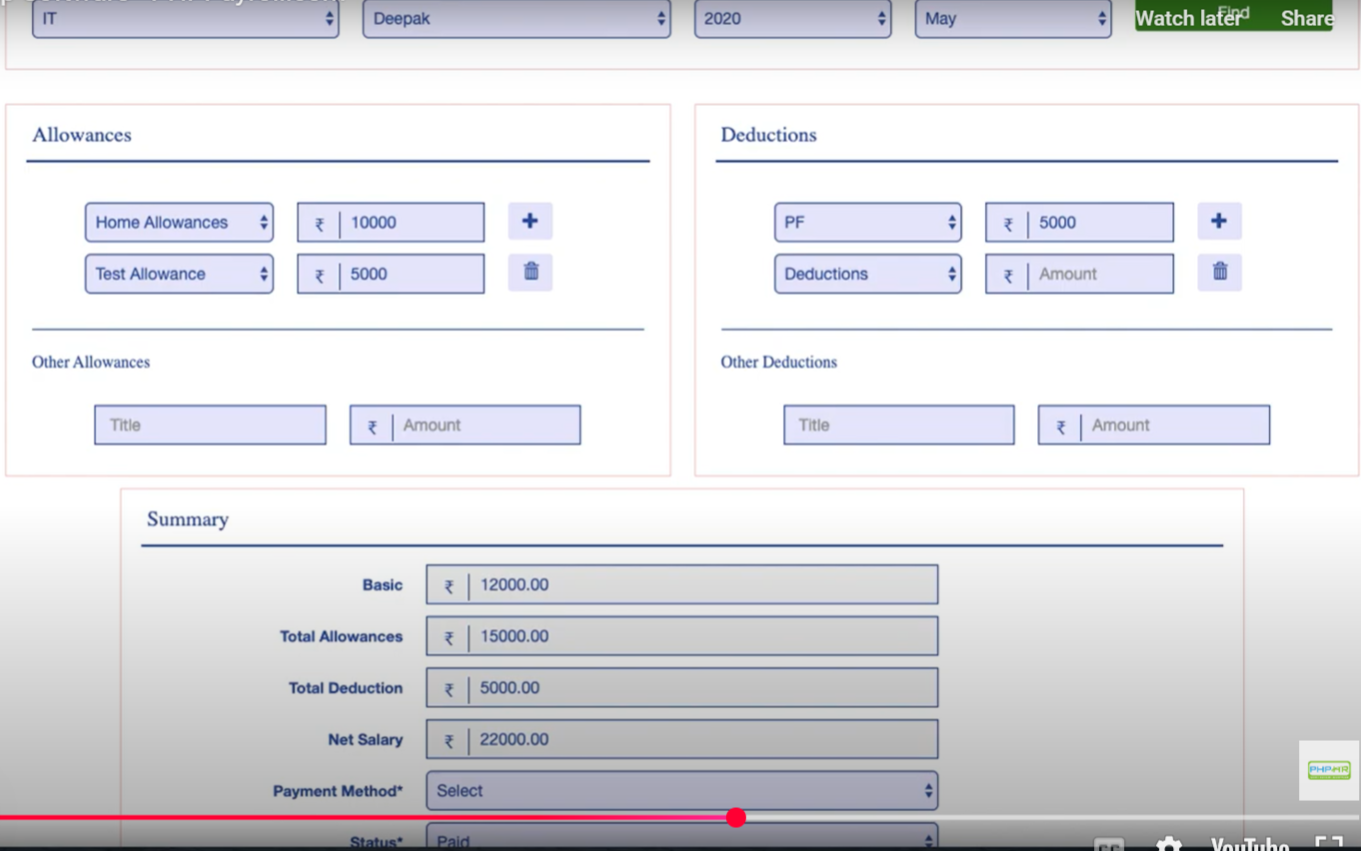 IT Deepak 2020 May Find Watch later Share
Allowances
Home Allowances ₹ 10000 +
Test Allowance ₹ 5000
Other Allowances
Title ₹ Amount
Deductions
PF ₹ 5000 +
Deductions ₹ Amount
Other Deductions
Title ₹ Amount
Summary
Basic ₹ 12000.00
Total Allowances ₹ 15000.00
Total Deduction ₹ 5000.00
Net Salary ₹ 22000.00
Payment Method* Select
Status* Paid
PHPHR
CC YouTube